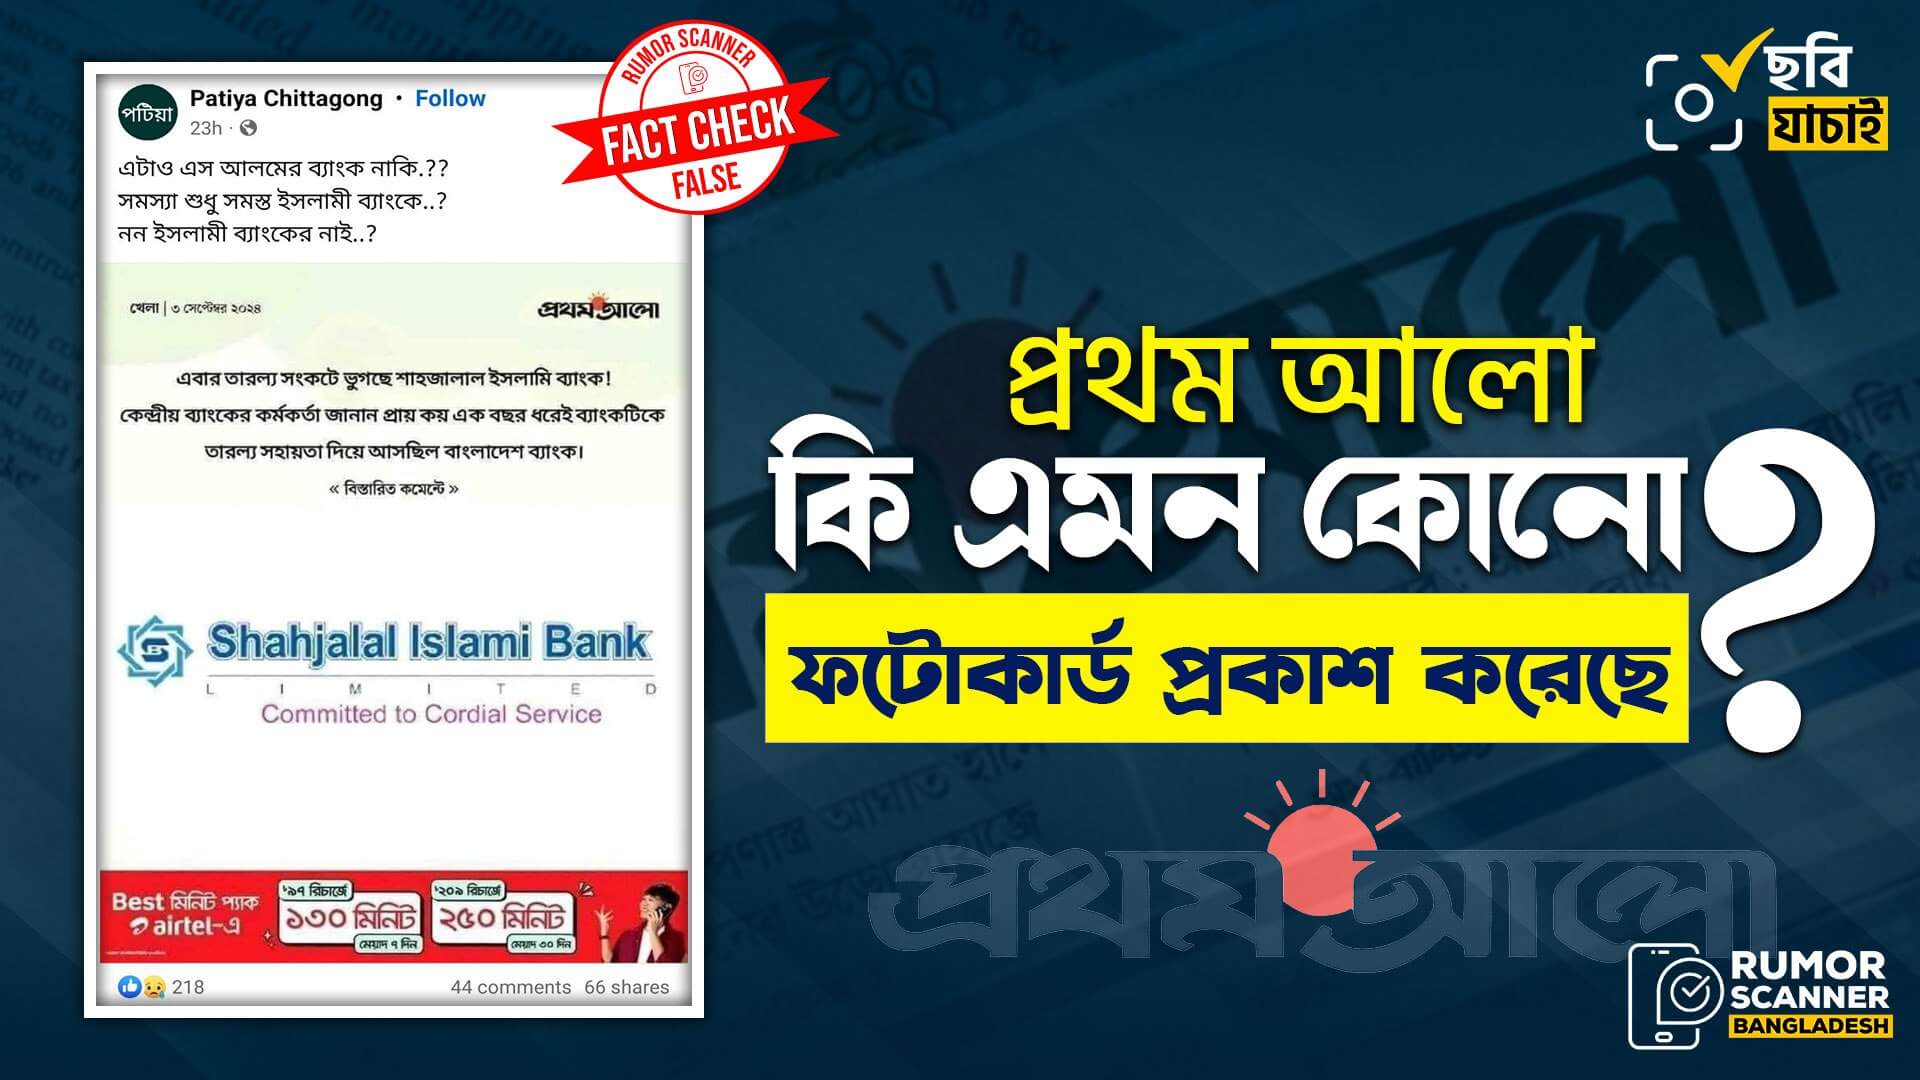 Patiya Chittagong · Follow
পটিয়া
23h ·
এটাও এস আলমের ব্যাংক নাকি.??
সমস্যা শুধু সমস্ত ইসলামী ব্যাংকে..?
নন ইসলামী ব্যাংকের নাই..?
RUMOR SCANNER
FACT CHECK
FALSE
খেলা | ৩ সেপ্টেম্বর ২০২৪
প্রথম আলো
এবার তারল্য সংকটে ভুগছে শাহজালাল ইসলামি ব্যাংক!
কেন্দ্রীয় ব্যাংকের কর্মকর্তা জানান প্রায় কয় এক বছর ধরেই ব্যাংকটিকে
তারল্য সহায়তা দিয়ে আসছিল বাংলাদেশ ব্যাংক।
« বিস্তারিত কমেন্টে »
Shahjalal Islami Bank
LIMITED
Committed to Cordial Service
Best মিনিট প্যাক
airtel-এ
৳৯৭ রিচার্জে
১৩০ মিনিট
মেয়াদ ৭ দিন
৳২০৯ রিচার্জে
২৫০ মিনিট
মেয়াদ ৩০ দিন
218
44 comments 66 shares
ছবি
যাচাই
প্রথম আলো
কি এমন কোনো
ফটোকার্ড প্রকাশ করেছে?
প্রথম আলো
RUMOR
SCANNER
BANGLADESH